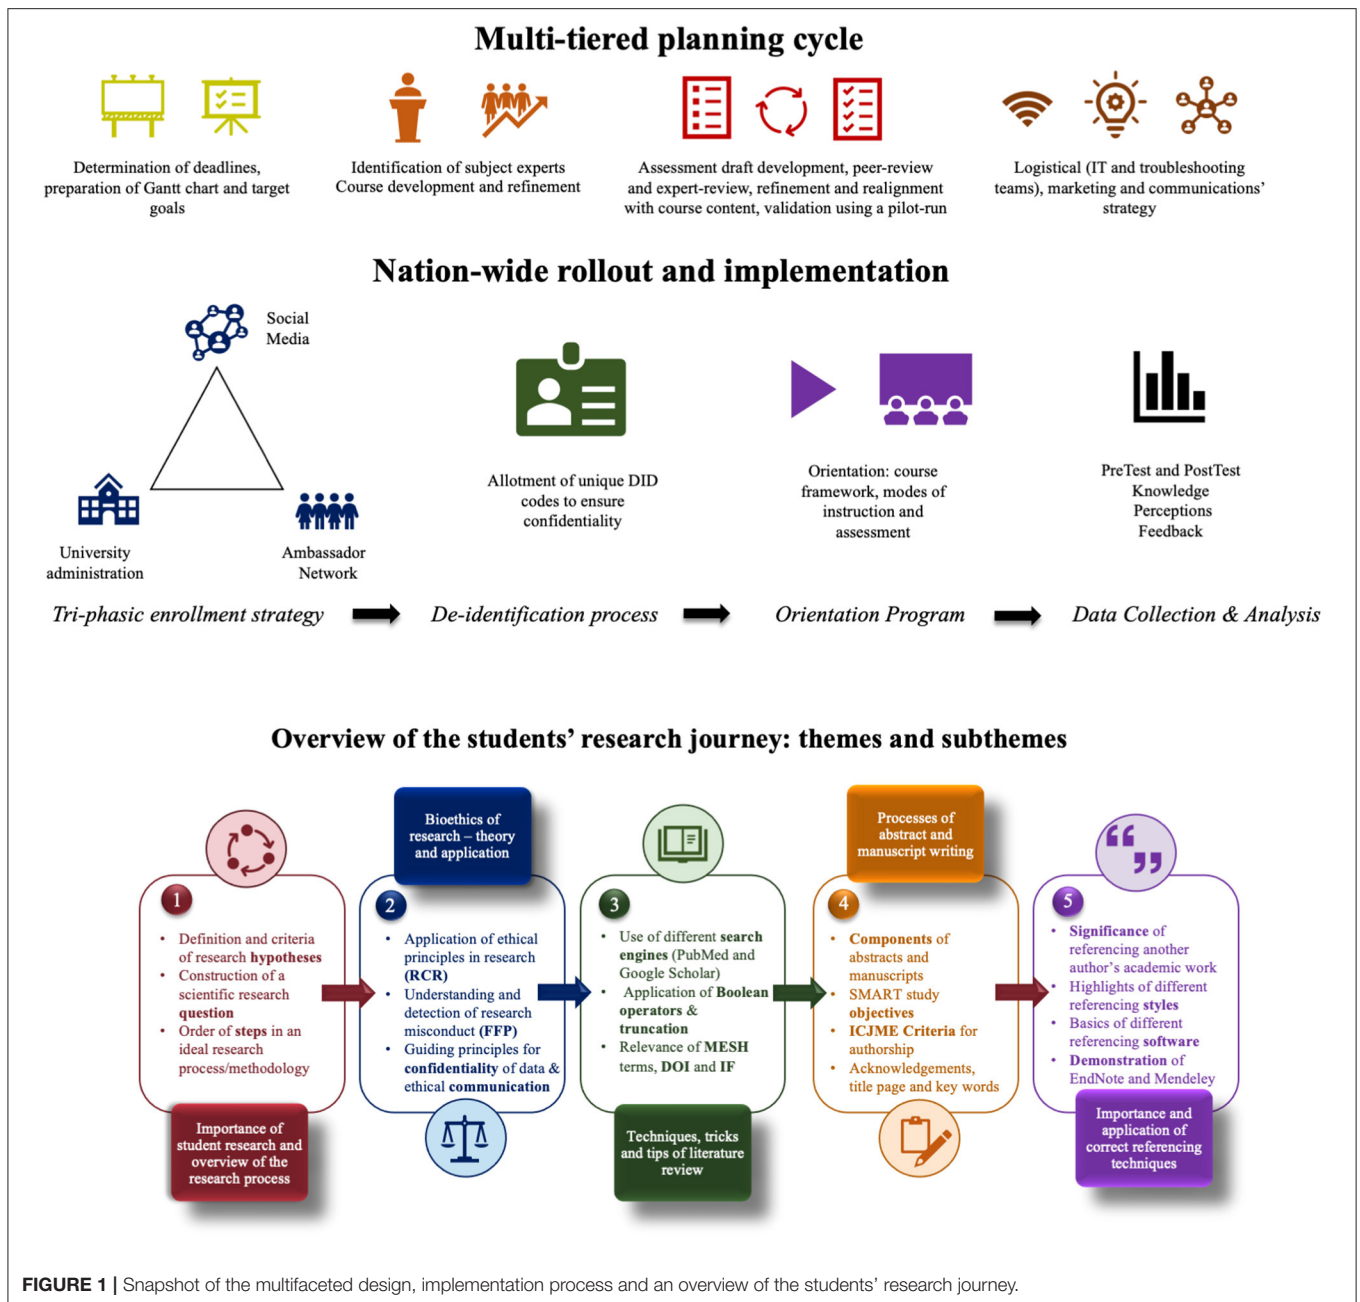 Multi-tiered planning cycle
Determination of deadlines,
preparation of Gantt chart and target
goals
Identification of subject experts
Course development and refinement
Assessment draft development, peer-review
and expert-review, refinement and realignment
with course content, validation using a pilot-run
Logistical (IT and troubleshooting
teams), marketing and communications’
strategy
Nation-wide rollout and implementation
Social
Media
University
administration
Ambassador
Network
Allotment of unique DID
codes to ensure
confidentiality
Orientation: course
framework, modes of
instruction and
assessment
PreTest and PostTest
Knowledge
Perceptions
Feedback
Tri-phasic enrollment strategy
De-identification process
Orientation Program
Data Collection & Analysis
Overview of the students’ research journey: themes and subthemes
1
• Definition and criteria
of research hypotheses
• Construction of a
scientific research
question
• Order of steps in an
ideal research
process/methodology
Importance of
student research and
overview of the
research process
Bioethics of
research – theory
and application
2
• Application of ethical
principles in research
(RCR)
• Understanding and
detection of research
misconduct (FFP)
• Guiding principles for
confidentiality of data &
ethical communication
3
• Use of different search
engines (PubMed and
Google Scholar)
• Application of Boolean
operators &
truncation
• Relevance of MESH
terms, DOI and IF
Techniques, tricks
and tips of literature
review
Processes of
abstract and
manuscript writing
4
• Components of
abstracts and
manuscripts
• SMART study
objectives
• ICJME Criteria for
authorship
• Acknowledgements,
title page and key words
5
• Significance of
referencing another
author’s academic work
• Highlights of different
referencing styles
• Basics of different
referencing software
• Demonstration of
EndNote and Mendeley
Importance and
application of
correct referencing
techniques
FIGURE 1 | Snapshot of the multifaceted design, implementation process and an overview of the students’ research journey.